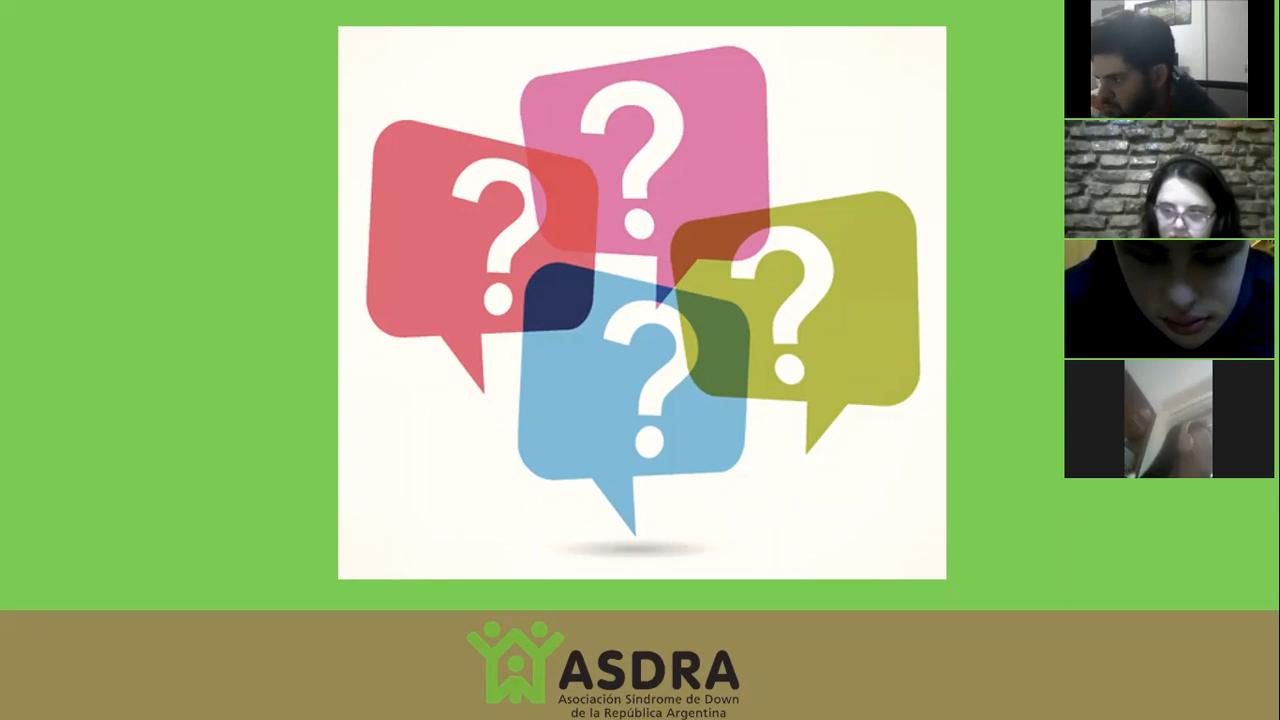 ?
?
?
?
ASDRA
Asociación Síndrome de Down
de la República Argentina